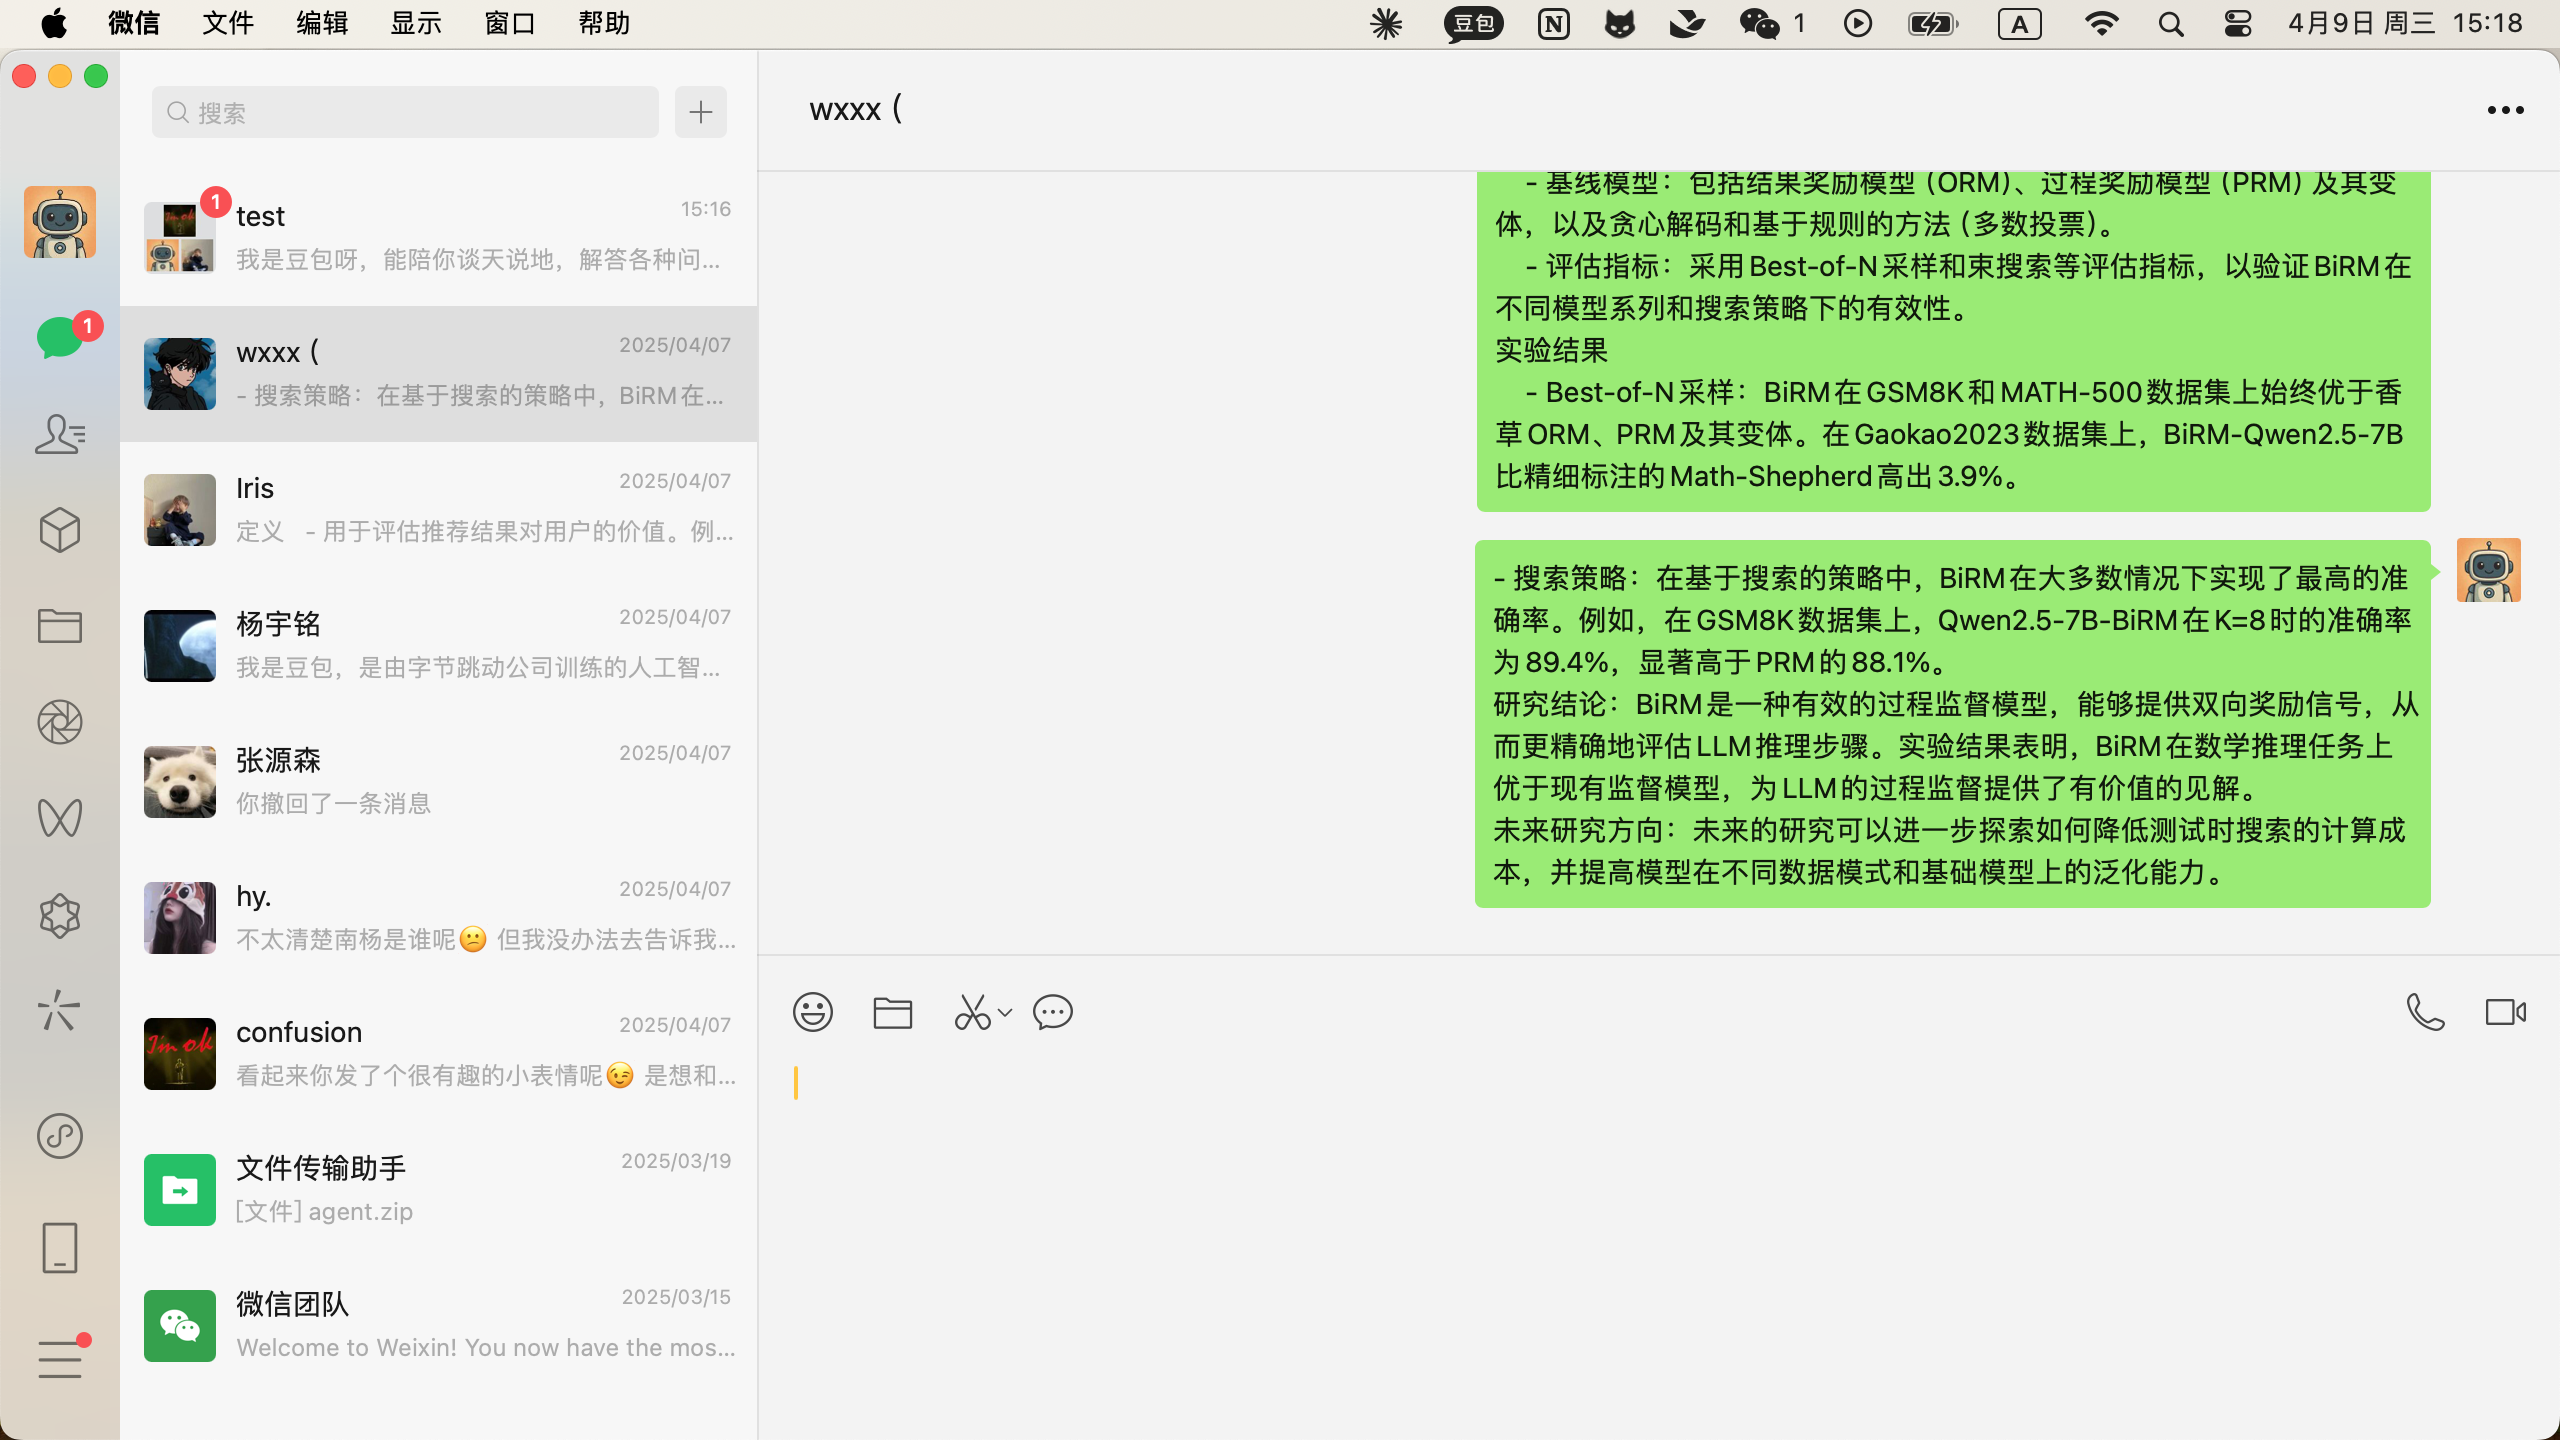 微信 文件 编辑 显示 窗口 帮助 豆包 N 1 A 4月9日 周三 15:18
搜索
1
test 15:16
我是豆包呀，能陪你谈天说地，解答各种问...
1
wxxx ( 2025/04/07
- 搜索策略：在基于搜索的策略中，BiRM在...
Iris 2025/04/07
定义 - 用于评估推荐结果对用户的价值。例...
杨宇铭 2025/04/07
我是豆包，是由字节跳动公司训练的人工智...
张源森 2025/04/07
你撤回了一条消息
hy. 2025/04/07
不太清楚南杨是谁呢😕 但我没办法去告诉我...
confusion 2025/04/07
I'm ok
看起来你发了个很有趣的小表情呢😉 是想和...
文件传输助手 2025/03/19
[文件] agent.zip
微信团队 2025/03/15
Welcome to Weixin! You now have the mos...
wxxx (
- 基线模型：包括结果奖励模型 (ORM)、过程奖励模型 (PRM) 及其变
体，以及贪心解码和基于规则的方法 (多数投票)。
- 评估指标：采用Best-of-N采样和束搜索等评估指标，以验证BiRM在
不同模型系列和搜索策略下的有效性。
实验结果
- Best-of-N采样：BiRM在GSM8K和MATH-500数据集上始终优于香
草ORM、PRM及其变体。在Gaokao2023数据集上，BiRM-Qwen2.5-7B
比精细标注的Math-Shepherd高出3.9%。
- 搜索策略：在基于搜索的策略中，BiRM在大多数情况下实现了最高的准
确率。例如，在GSM8K数据集上，Qwen2.5-7B-BiRM在K=8时的准确率
为89.4%，显著高于PRM的88.1%。
研究结论：BiRM是一种有效的过程监督模型，能够提供双向奖励信号，从
而更精确地评估LLM推理步骤。实验结果表明，BiRM在数学推理任务上
优于现有监督模型，为LLM的过程监督提供了有价值的见解。
未来研究方向：未来的研究可以进一步探索如何降低测试时搜索的计算成
本，并提高模型在不同数据模式和基础模型上的泛化能力。